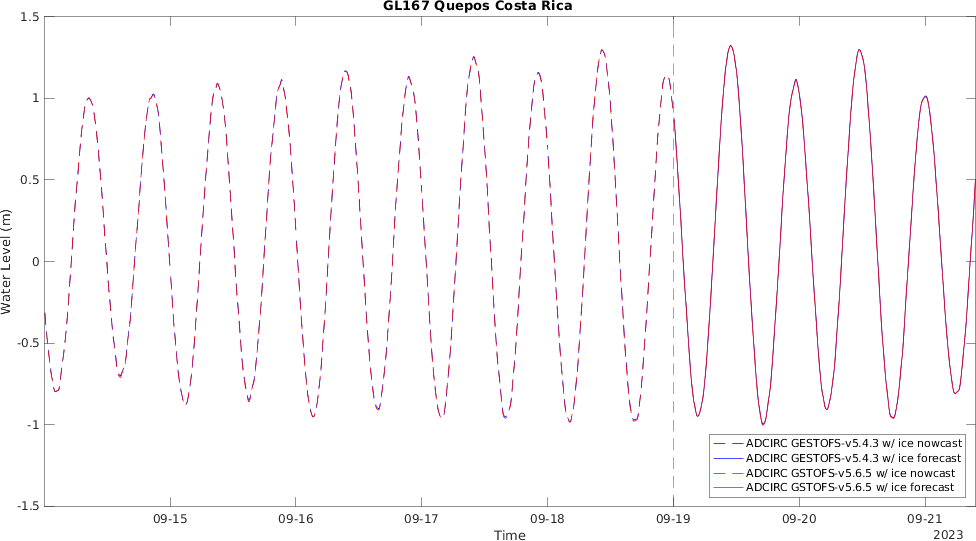 GL167 Quepos Costa Rica
1.5
1
0.5
0
-0.5
-1
-1.5
Water Level (m)
ADCIRC GESTOFS-v5.4.3 w/ ice nowcast
ADCIRC GESTOFS-v5.4.3 w/ ice forecast
ADCIRC GSTOFS-v5.6.5 w/ ice nowcast
ADCIRC GSTOFS-v5.6.5 w/ ice forecast
09-15 09-16 09-17 09-18 09-19 09-20 09-21
Time
2023